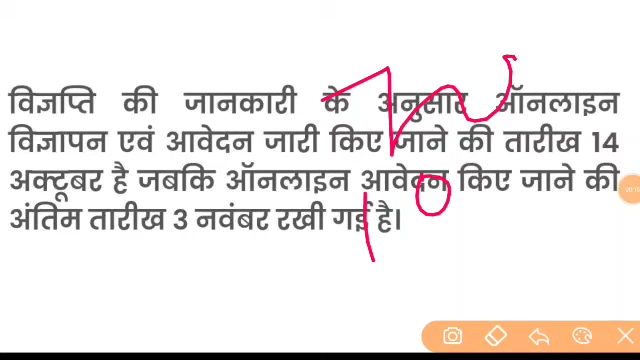 विज्ञप्ति की जानकारी के अनुसार ऑनलाइन
विज्ञापन एवं आवेदन जारी किए जाने की तारीख 14
अक्टूबर है जबकि ऑनलाइन आवेदन किए जाने की
अंतिम तारीख 3 नवंबर रखी गई है।